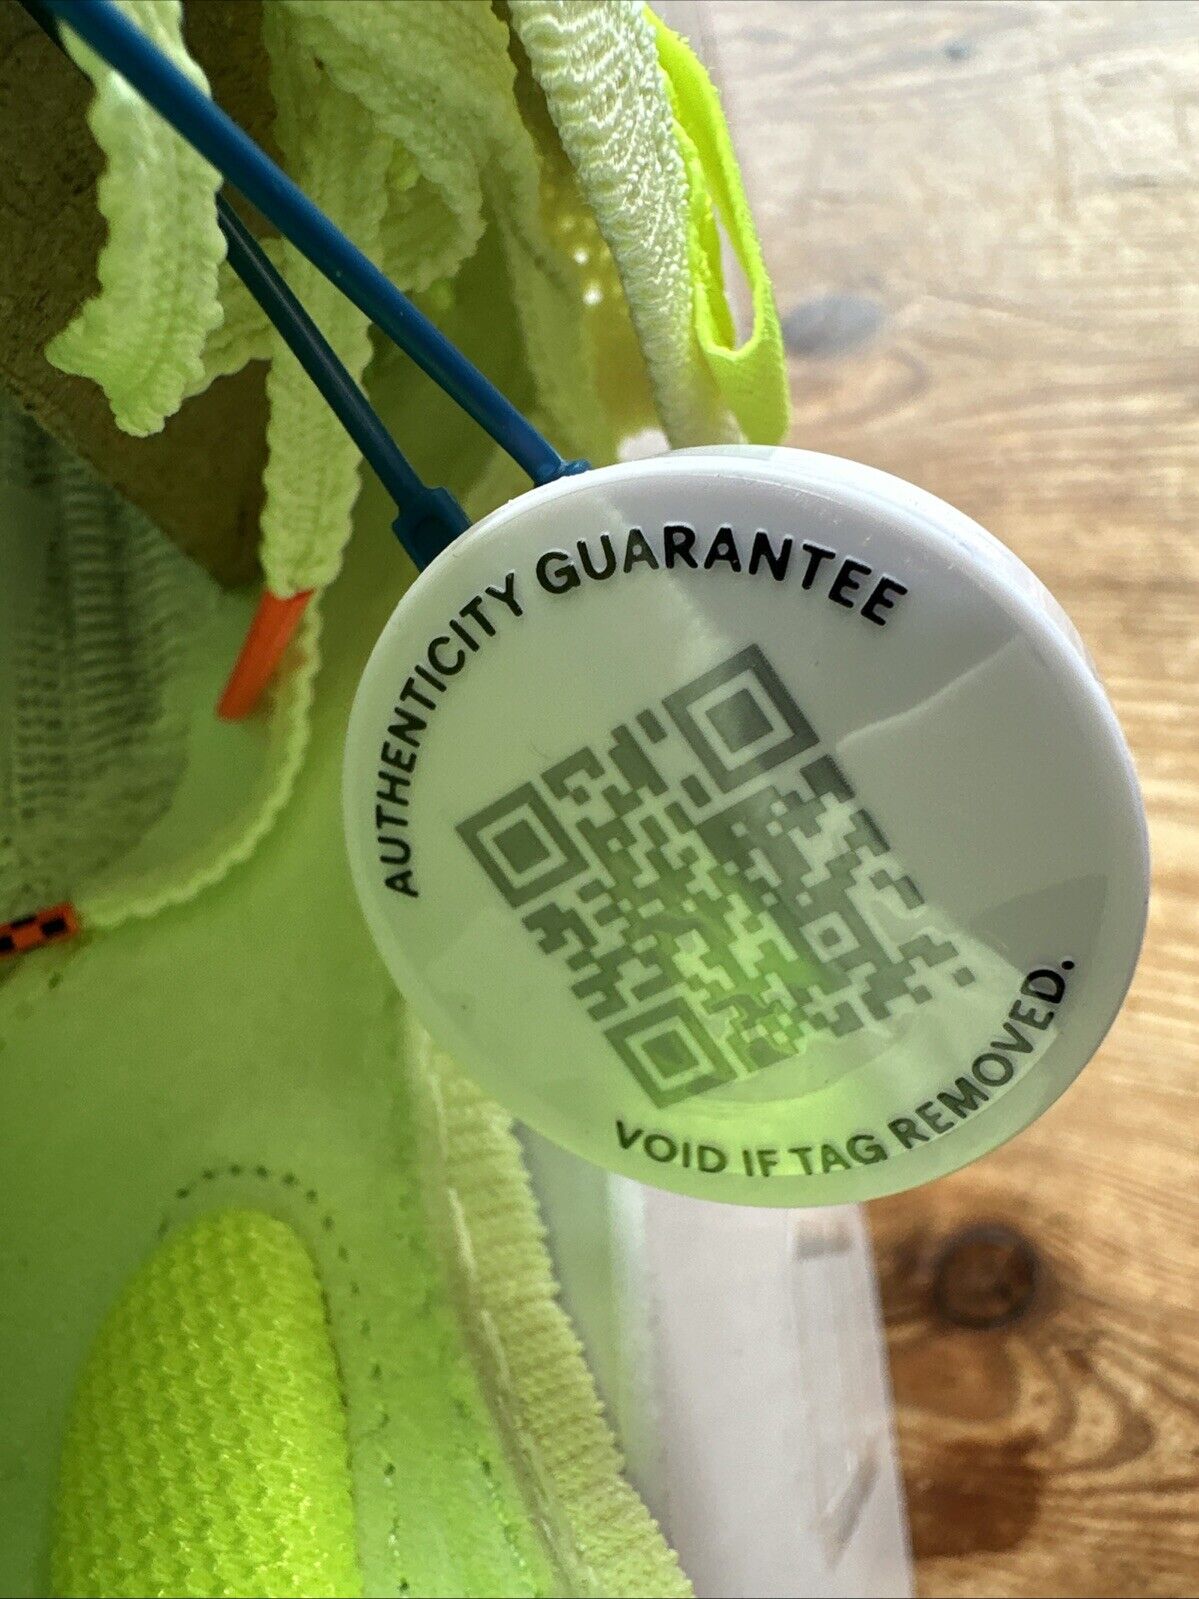 AUTHENTICITY GUARANTEE
VOID IF TAG REMOVED.